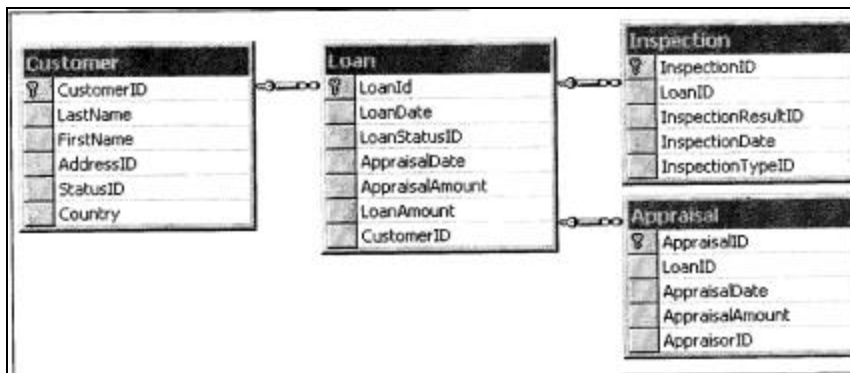 Customer
CustomerID
LastName
FirstName
AddressID
StatusID
Country
Loan
LoanId
LoanDate
LoanStatusID
AppraisalDate
AppraisalAmount
LoanAmount
CustomerID
Inspection
InspectionID
LoanID
InspectionResultID
InspectionDate
InspectionTypeID
Appraisal
AppraisalID
LoanID
AppraisalDate
AppraisalAmount
AppraisorID